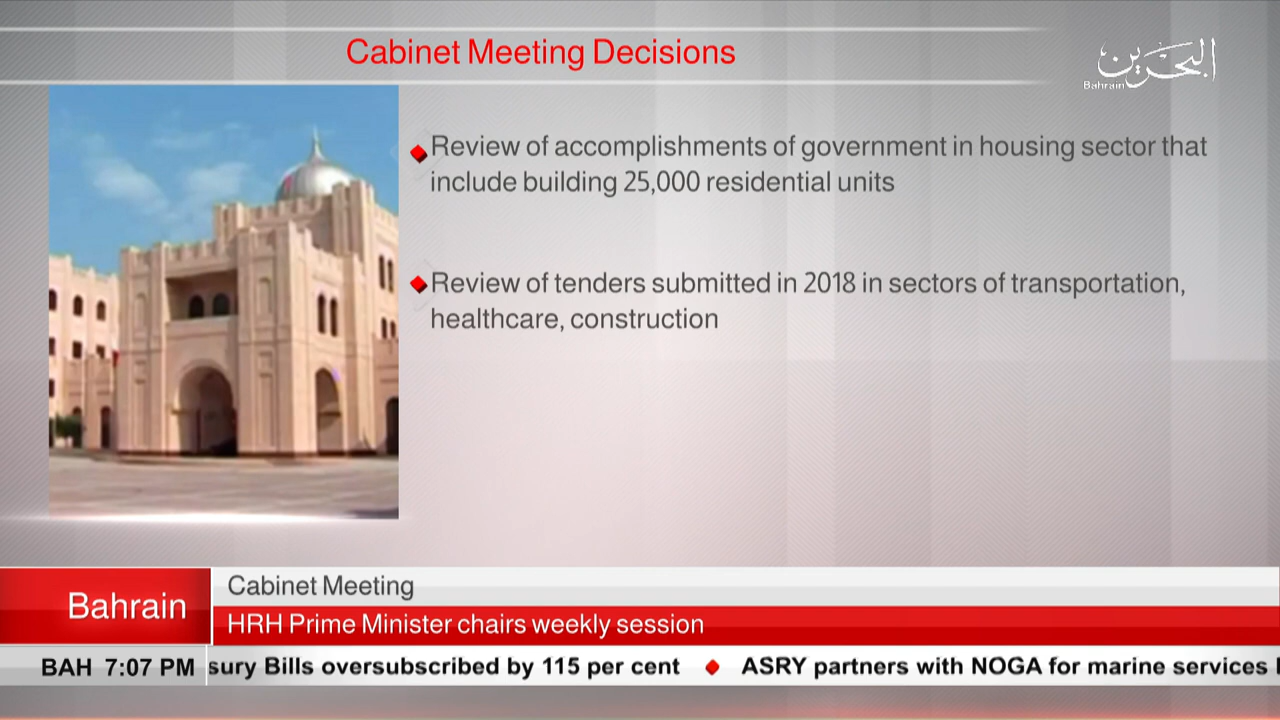 Cabinet Meeting Decisions
البحرين
Bahrain
Review of accomplishments of government in housing sector that
include building 25,000 residential units
Review of tenders submitted in 2018 in sectors of transportation,
healthcare, construction
Bahrain
Cabinet Meeting
HRH Prime Minister chairs weekly session
BAH 7:07 PM
sury Bills oversubscribed by 115 per cent ASRY partners with NOGA for marine services